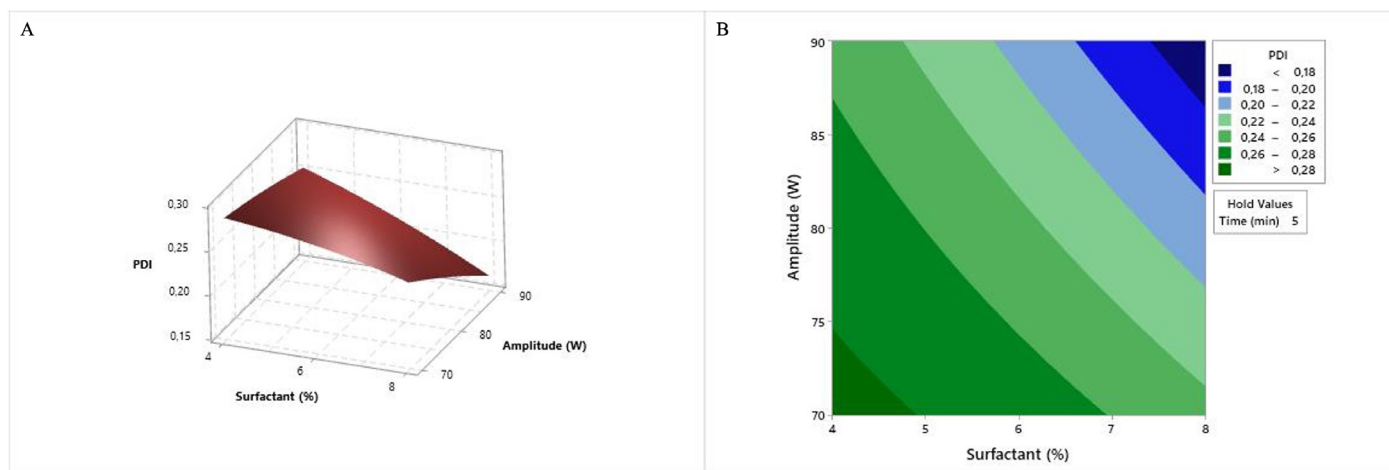 A
0,30
0,25
PDI
0,20
0,15
4
6
8
Surfactant (%)
70
80
90
Amplitude (W)
B
90
85
80
75
70
Amplitude (W)
4 5 6 7 8
Surfactant (%)
PDI
< 0,18
0,18 – 0,20
0,20 – 0,22
0,22 – 0,24
0,24 – 0,26
0,26 – 0,28
> 0,28
Hold Values
Time (min) 5